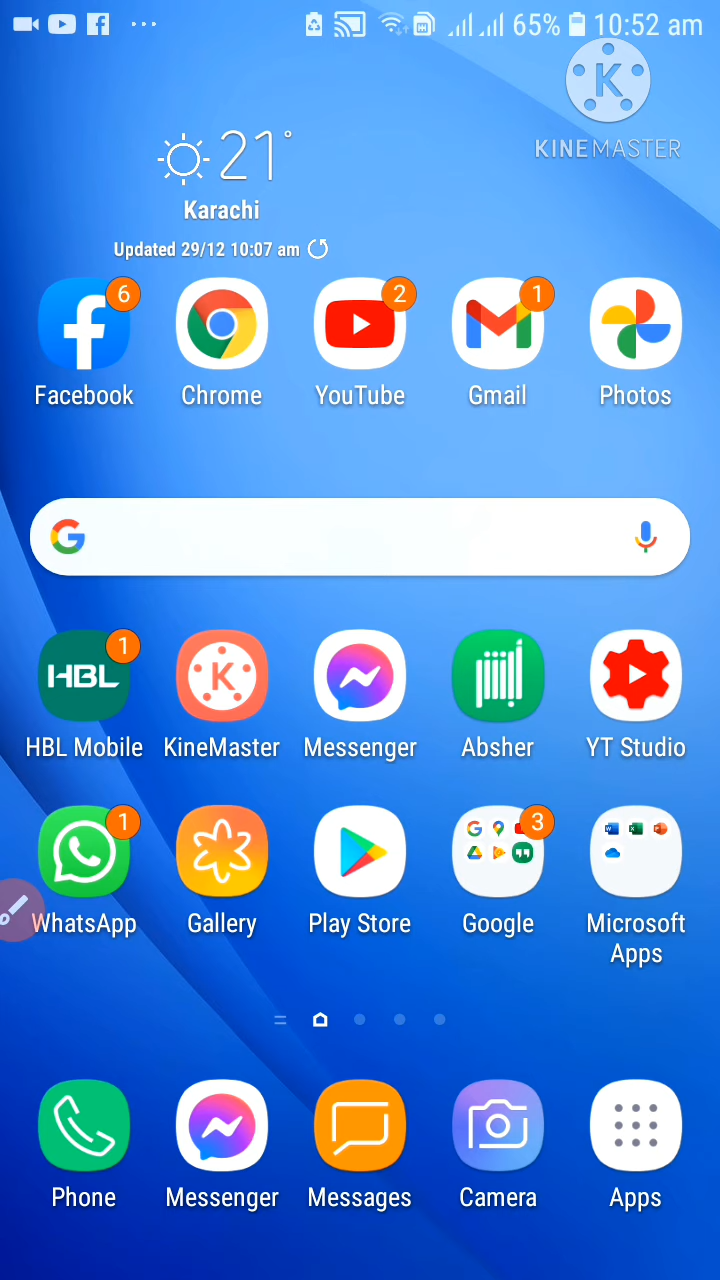 65% 10:52 am
K
KINEMASTER
21°
Karachi
Updated 29/12 10:07 am
6
2
1
Facebook Chrome YouTube Gmail Photos
G
1
HBL
K
HBL Mobile KineMaster Messenger Absher YT Studio
1
3
WhatsApp Gallery Play Store Google Microsoft
Apps
Phone Messenger Messages Camera Apps